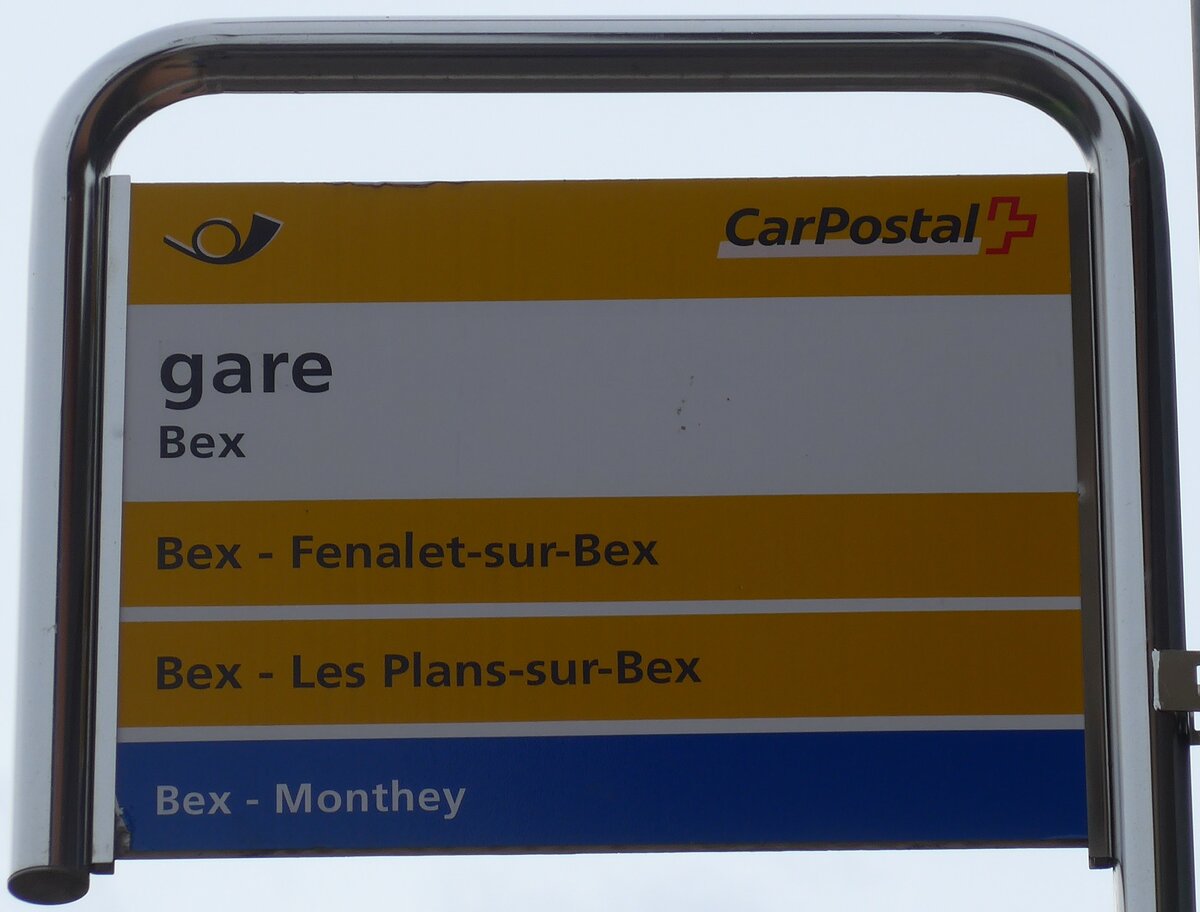 CarPostal
gare
Bex
Bex - Fenalet-sur-Bex
Bex - Les Plans-sur-Bex
Bex - Monthey